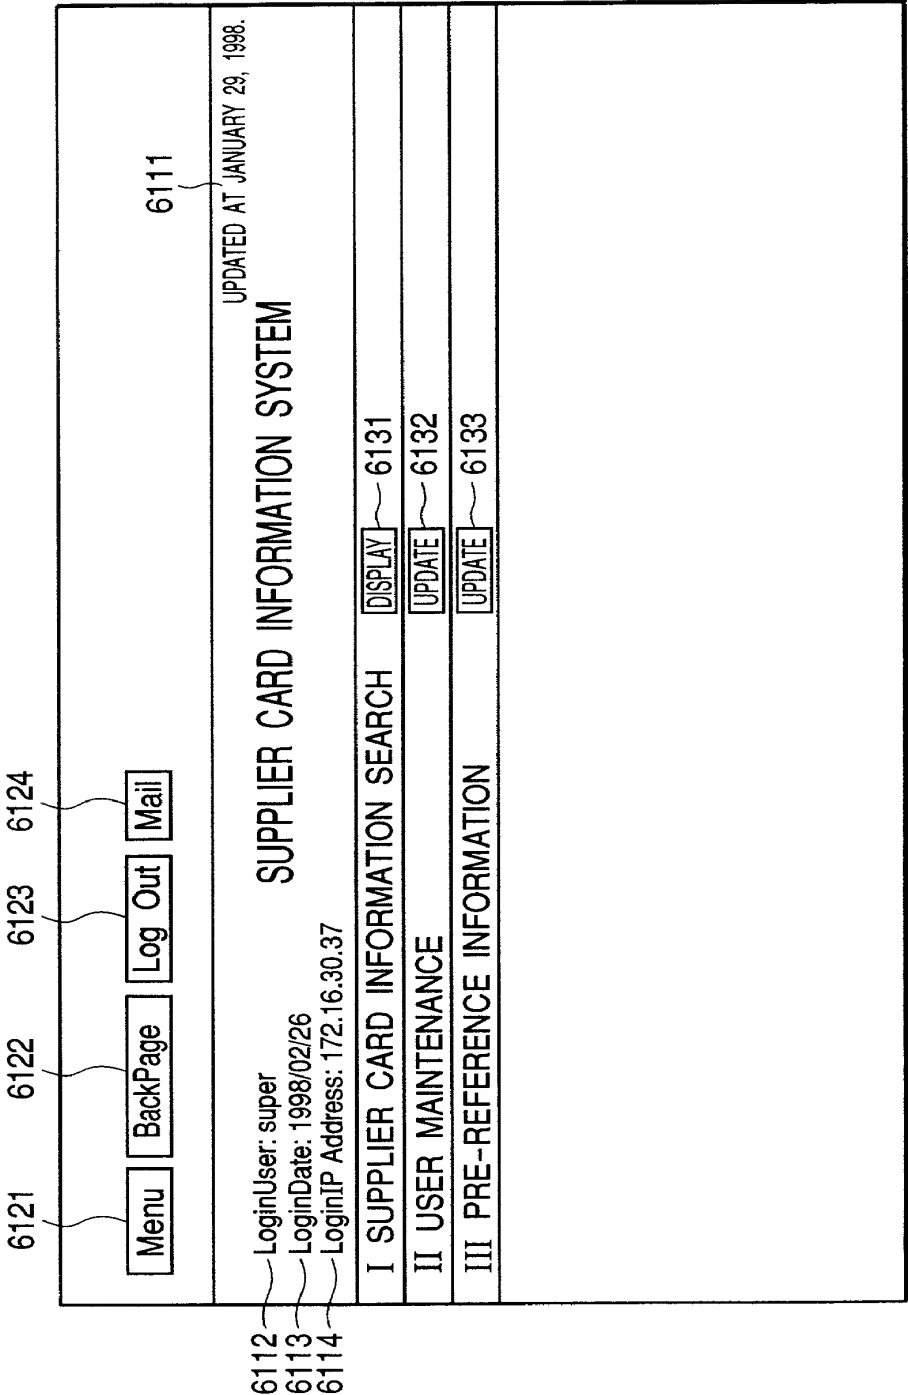 6121 6122 6123 6124
Menu BackPage Log Out Mail
6111
UPDATED AT JANUARY 29, 1998.
SUPPLIER CARD INFORMATION SYSTEM
6112 LoginUser: super
6113 LoginDate: 1998/02/26
6114 LoginIP Address: 172.16.30.37
I SUPPLIER CARD INFORMATION SEARCH DISPLAY 6131
II USER MAINTENANCE UPDATE 6132
III PRE-REFERENCE INFORMATION UPDATE 6133